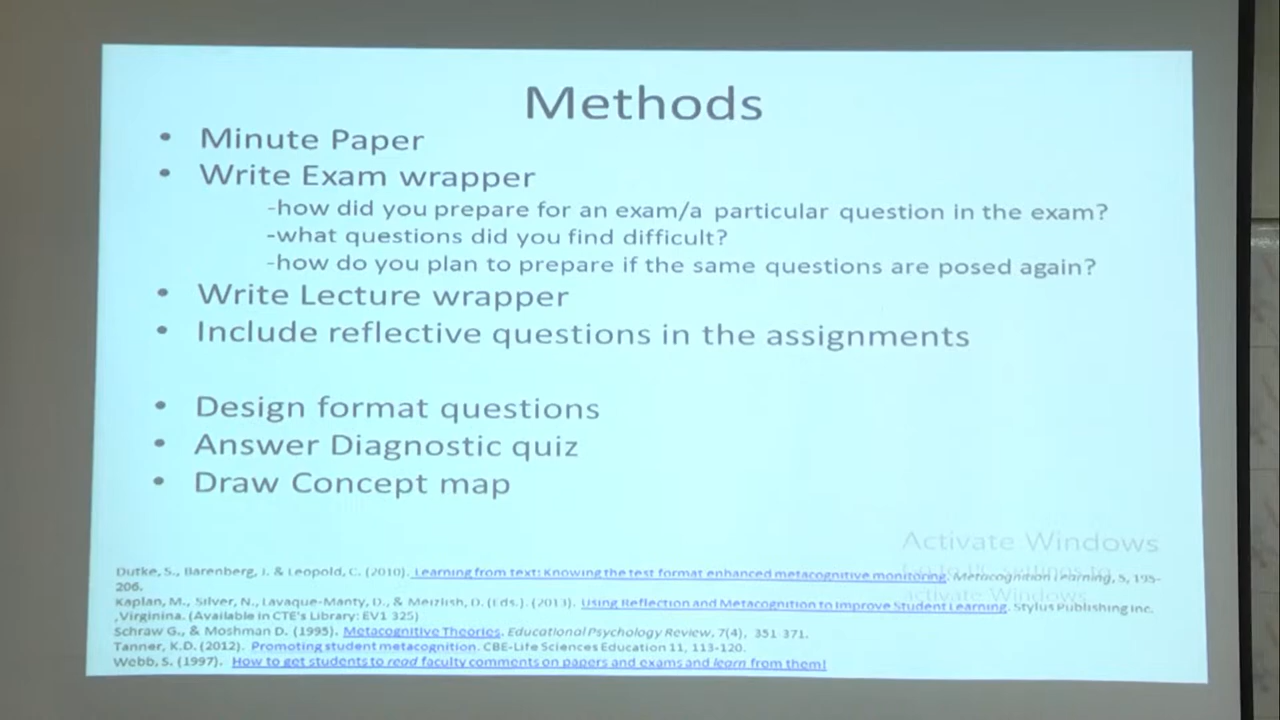 Methods
• Minute Paper
• Write Exam wrapper
-how did you prepare for an exam/a particular question in the exam?
-what questions did you find difficult?
-how do you plan to prepare if the same questions are posed again?
• Write Lecture wrapper
• Include reflective questions in the assignments
• Design format questions
• Answer Diagnostic quiz
• Draw Concept map
Activate Windows
Go to PC settings to
activate Windows.
Dutke, S., Barenberg, J. & Leopold, C. (2010). Learning from text: Knowing the test format enhanced metacognitive monitoring. Metacognition Learning, 5, 195-
206.
Kaplan, M., Silver, N., Lavaque-Manty, D., & Meizlish, D. (Eds.). (2013). Using Reflection and Metacognition to Improve Student Learning. Stylus Publishing Inc.
,Virginina. (Available in CTE's Library: EV1 325)
Schraw G., & Moshman D. (1995). Metacognitive Theories. Educational Psychology Review. 7(4), 351-371.
Tanner, K.D. (2012). Promoting student metacognition. CBE-Life Sciences Education 11, 113-120.
Webb, S. (1997). How to get students to read faculty comments on papers and exams and learn from them!